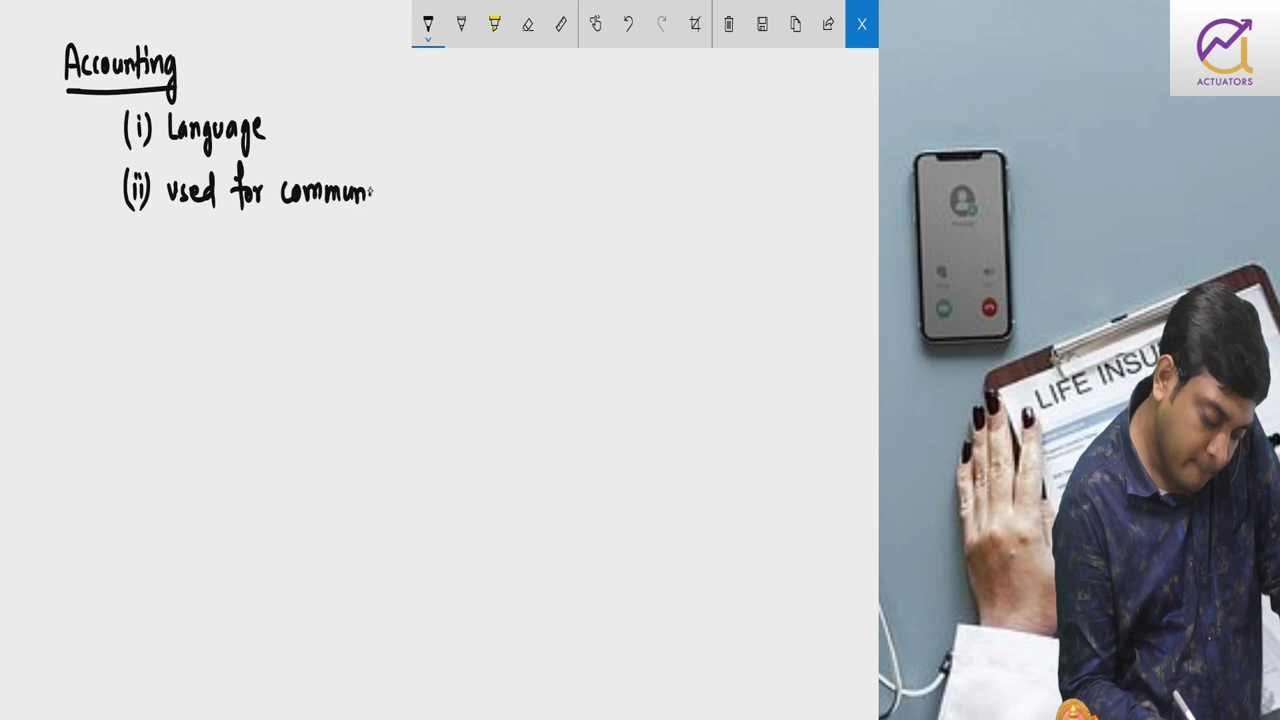 Accounting
(i) Language
(ii) used for commun
ACTUATORS
LIFE INSU